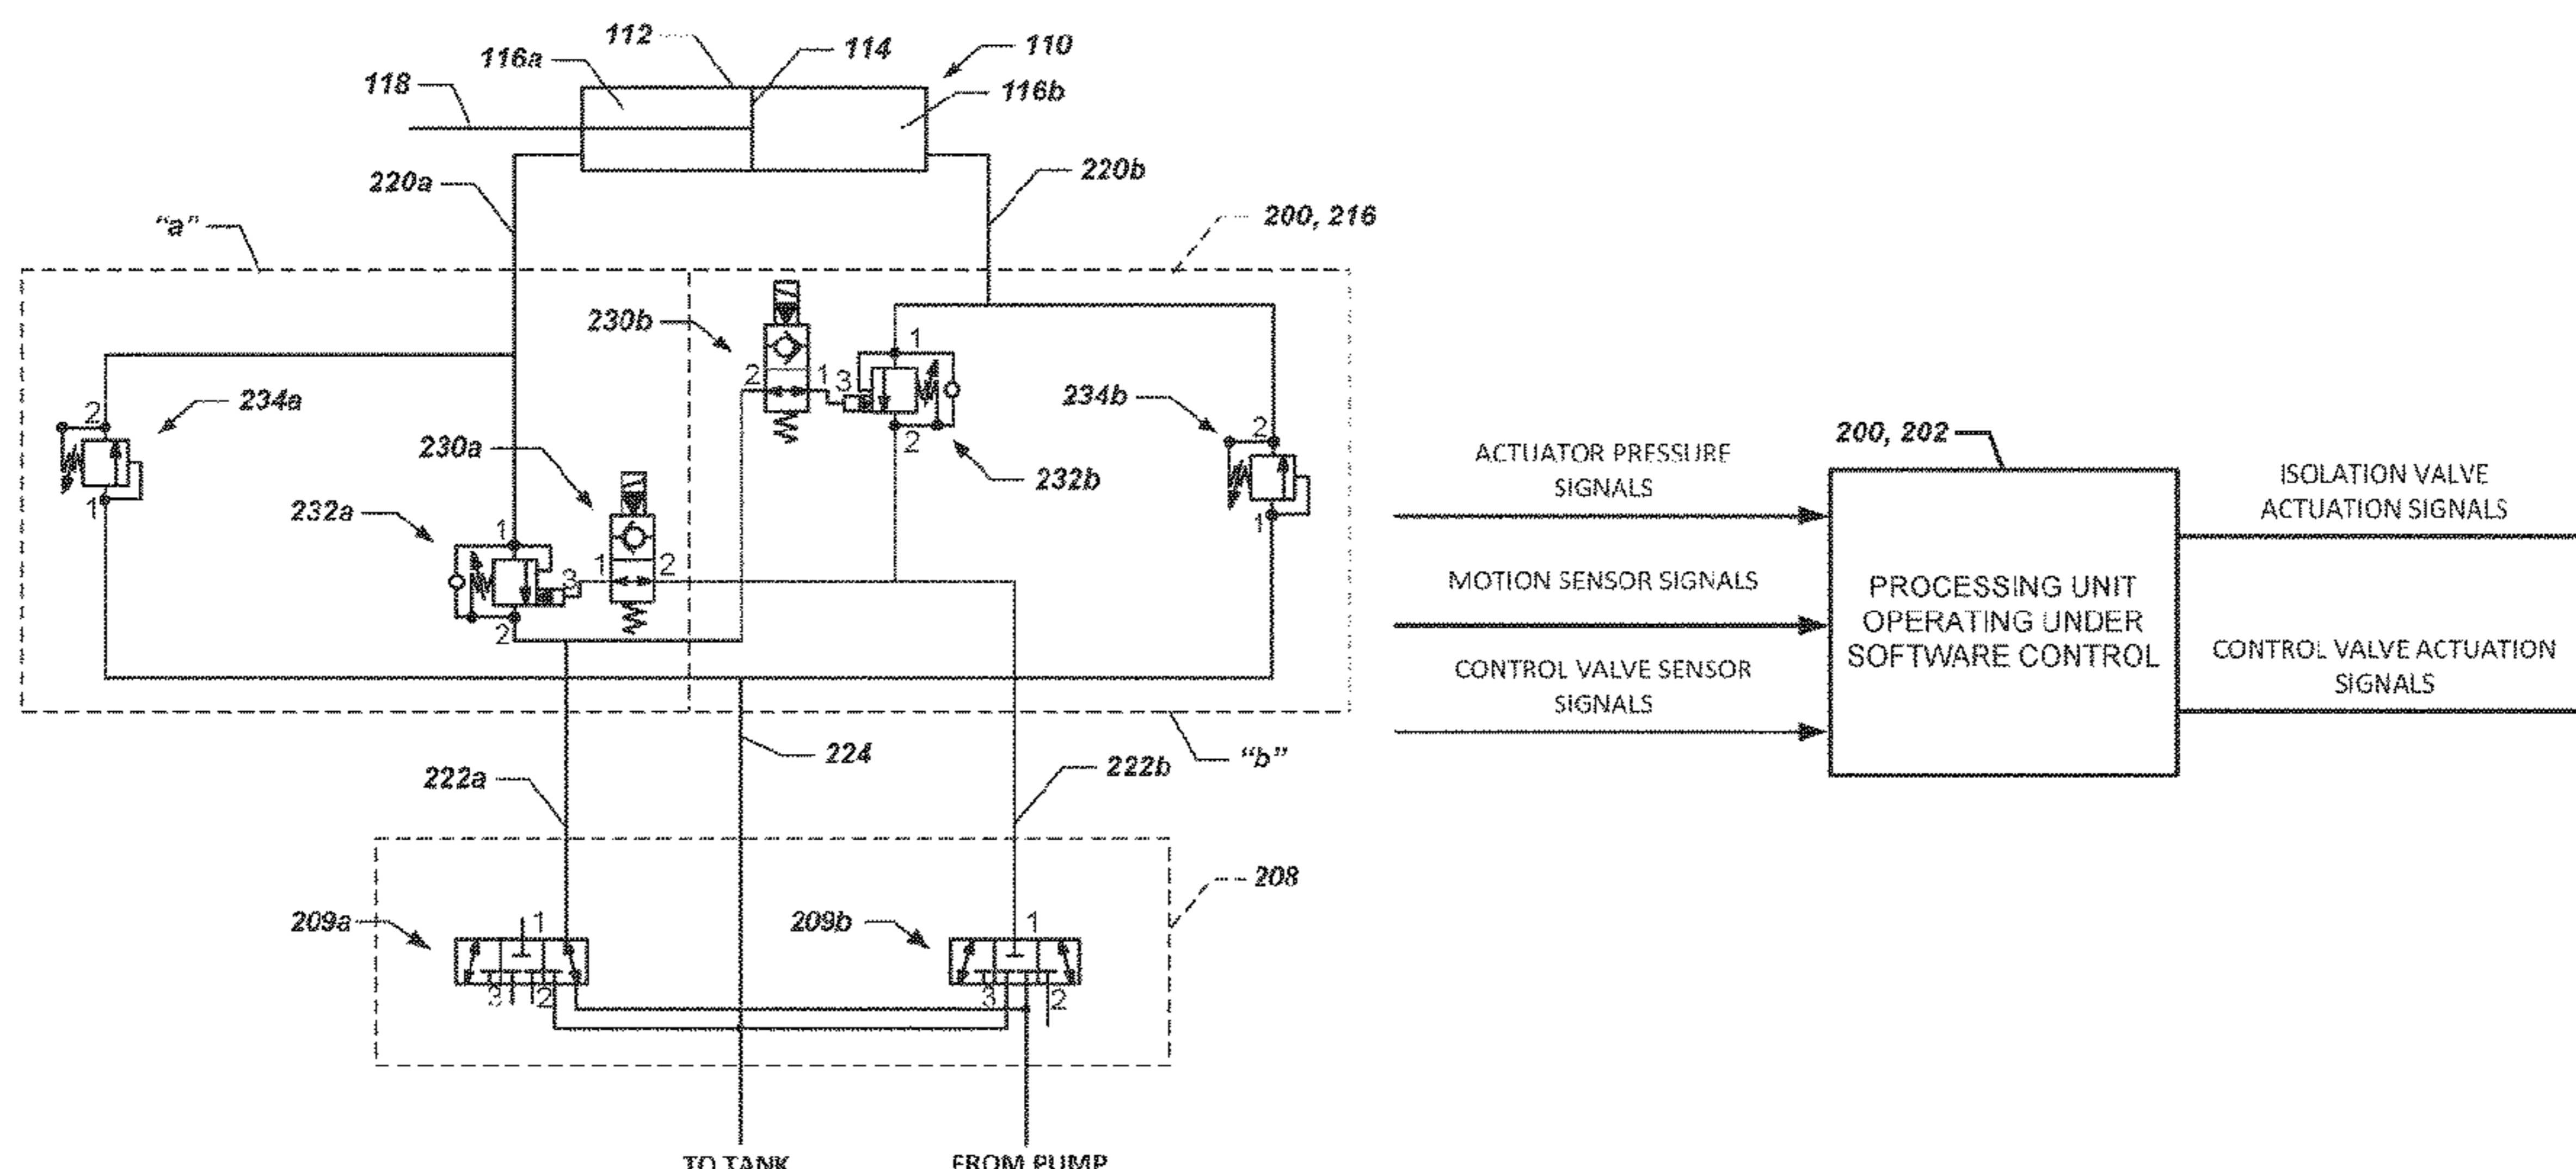 112
114
110
116a
118
116b
220a
220b
"a"
200, 216
230b
1
2
1
3
234a
2
234b
2
2
230a
232b
232a
1
1
1
2
3
1
2
"b"
224
222a
222b
208
209a
1
209b
1
3
2
3
2
TO TANK
FROM PUMP
ACTUATOR PRESSURE
SIGNALS
MOTION SENSOR SIGNALS
CONTROL VALVE SENSOR
SIGNALS
200, 202
PROCESSING UNIT
OPERATING UNDER
SOFTWARE CONTROL
ISOLATION VALVE
ACTUATION SIGNALS
CONTROL VALVE ACTUATION
SIGNALS